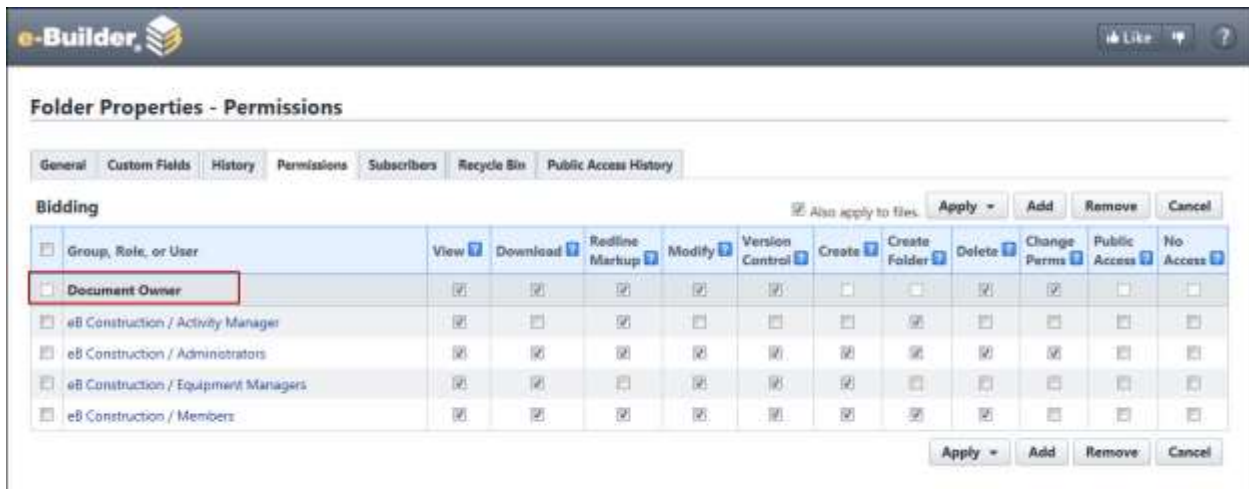 e-Builder
Like ?
Folder Properties - Permissions
General Custom Fields History Permissions Subscribers Recycle Bin Public Access History
Bidding Also apply to files. Apply Add Remove Cancel
Group, Role, or User View ? Download ? Redline Markup ? Modify ? Version Control ? Create ? Create Folder ? Delete ? Change Perms ? Public Access ? No Access ?
Document Owner
eB Construction / Activity Manager
eB Construction / Administrators
eB Construction / Equipment Managers
eB Construction / Members
Apply Add Remove Cancel